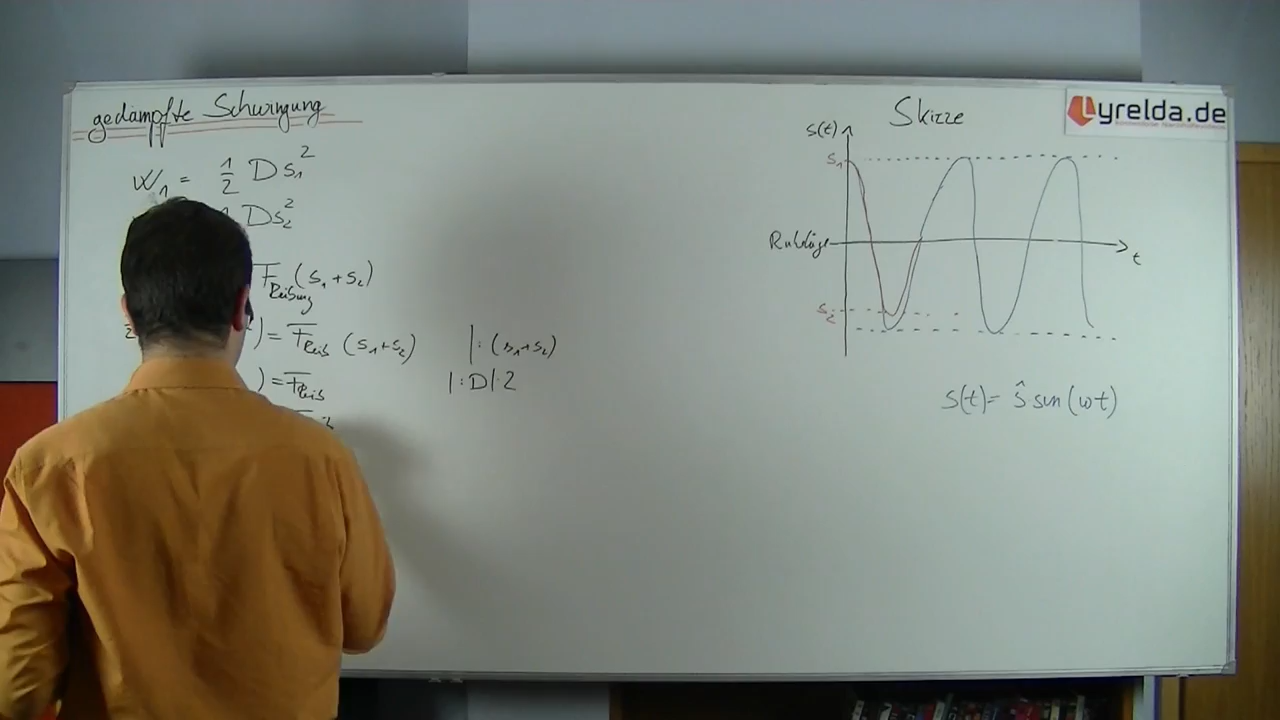 gedämpfte Schwingung
W₁ = 1/2 D s₁²
D s₂²
F_Reibung (s₁ + s₂)
) = F_Reib (s₁ + s₂) | : (s₁ + s₂)
) = F_Reib | : D | · 2
2
Skizze
Lyrelda.de
s(t)
s₁
Ruhelage
t
s₂
s(t) = ŝ sin(ωt)